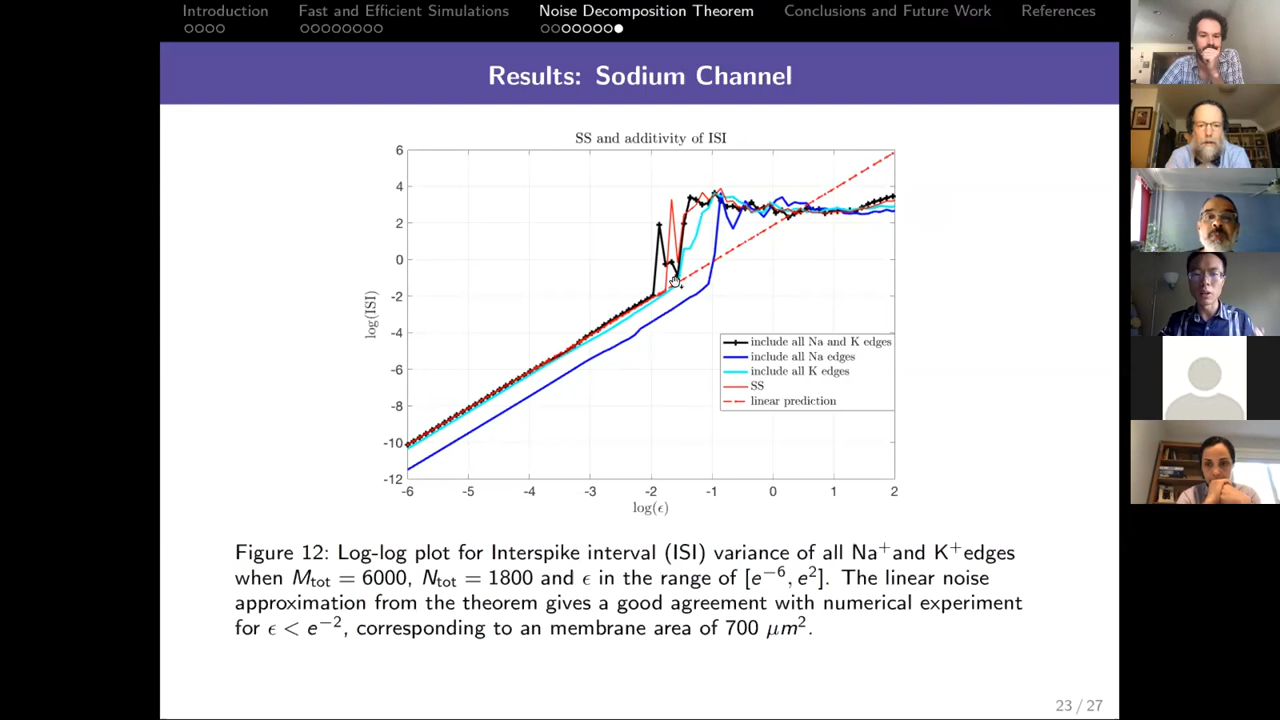 Introduction Fast and Efficient Simulations Noise Decomposition Theorem Conclusions and Future Work References
Results: Sodium Channel
SS and additivity of ISI
6
4
2
0
-2
-4
-6
-8
-10
-12
log(ISI)
include all Na and K edges
include all Na edges
include all K edges
SS
linear prediction
-6 -5 -4 -3 -2 -1 0 1 2
log(ϵ)
Figure 12: Log-log plot for Interspike interval (ISI) variance of all Na⁺and K⁺edges
when Mtot = 6000, Ntot = 1800 and ϵ in the range of [e⁻⁶, e²]. The linear noise
approximation from the theorem gives a good agreement with numerical experiment
for ϵ < e⁻², corresponding to an membrane area of 700 μm².
23 / 27